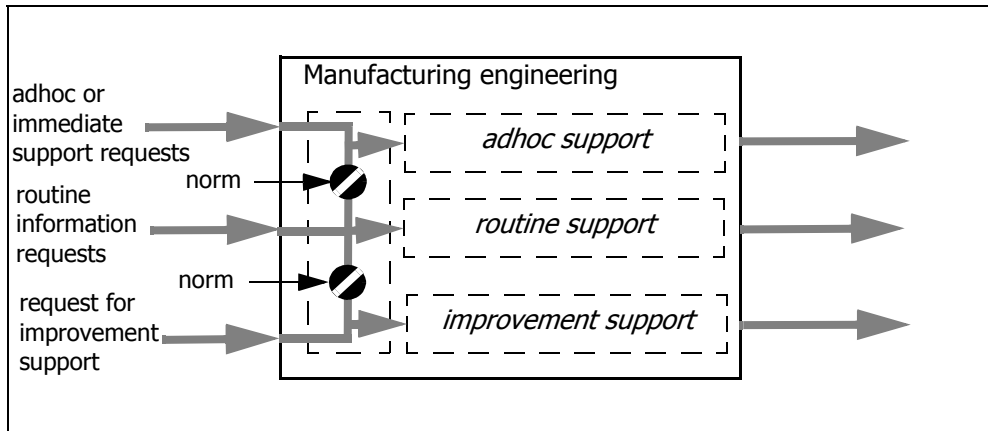 Manufacturing engineering
adhoc or
immediate
support requests
adhoc support
norm
routine
information
requests
routine support
norm
request for
improvement
support
improvement support